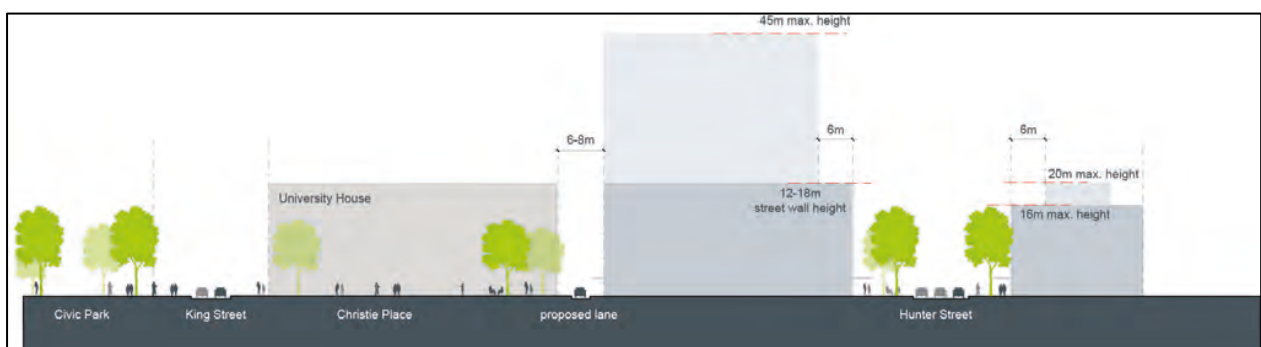 45m max. height
6-8m
6m
6m
University House
12-18m
street wall height
20m max. height
16m max. height
Civic Park
King Street
Christie Place
proposed lane
Hunter Street